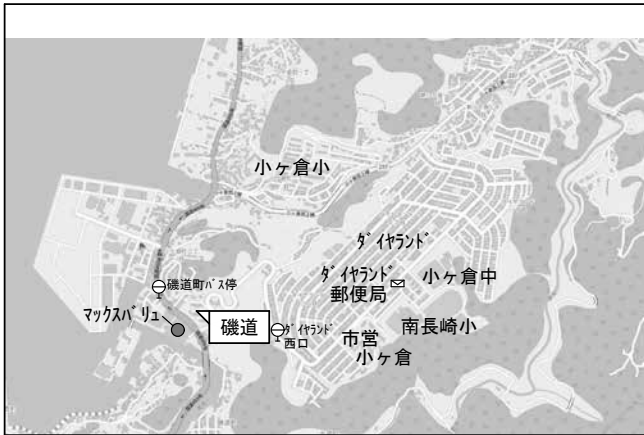 小ヶ倉小
ﾀﾞｲﾔﾗﾝﾄﾞ
ﾀﾞｲﾔﾗﾝﾄﾞ
郵便局
小ヶ倉中
磯道町ﾊﾞｽ停
ﾏｯｸｽﾊﾞﾘｭ
磯道
ﾀﾞｲﾔﾗﾝﾄﾞ
西口
市営
小ヶ倉
南長崎小